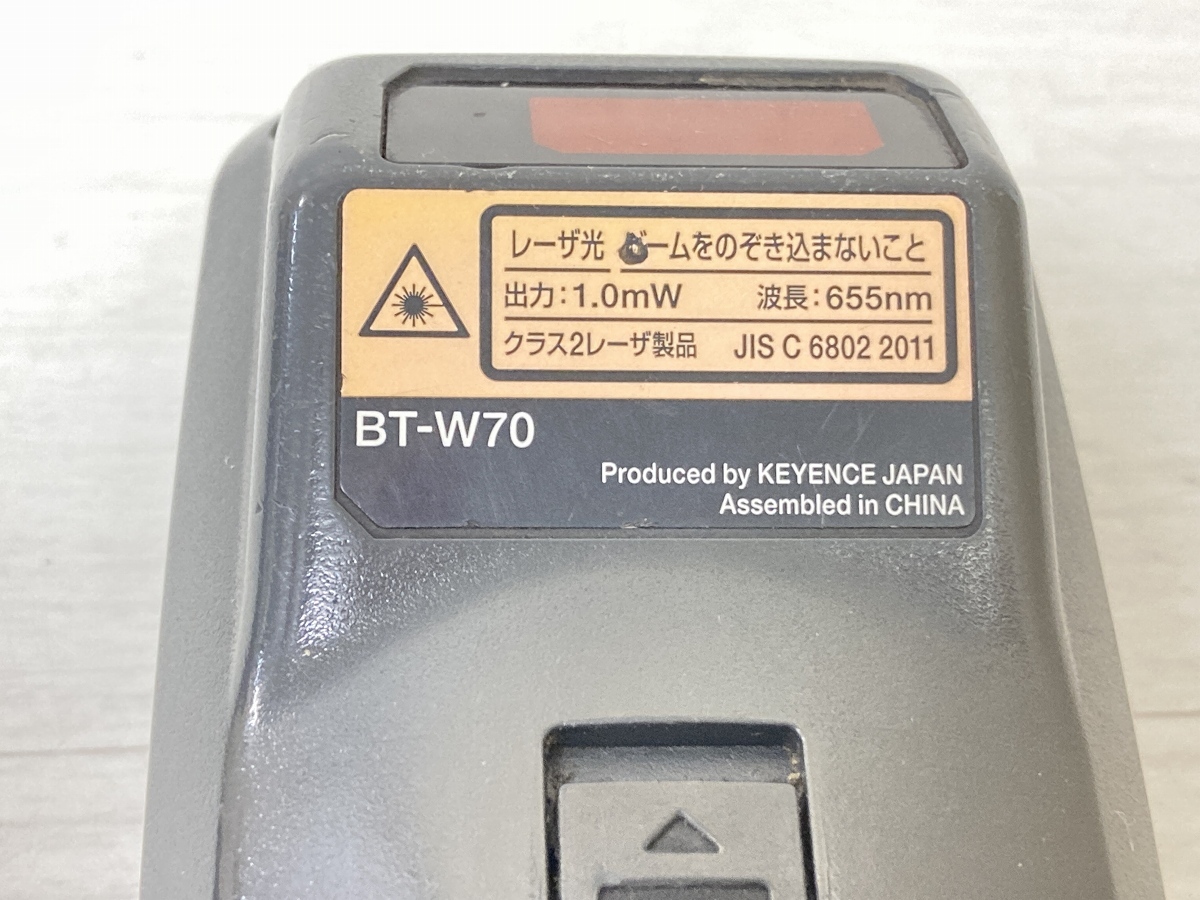 レーザ光 ビームをのぞき込まないこと
出力:1.0mW 波長:655nm
クラス2レーザ製品 JIS C 6802 2011
BT-W70
Produced by KEYENCE JAPAN
Assembled in CHINA